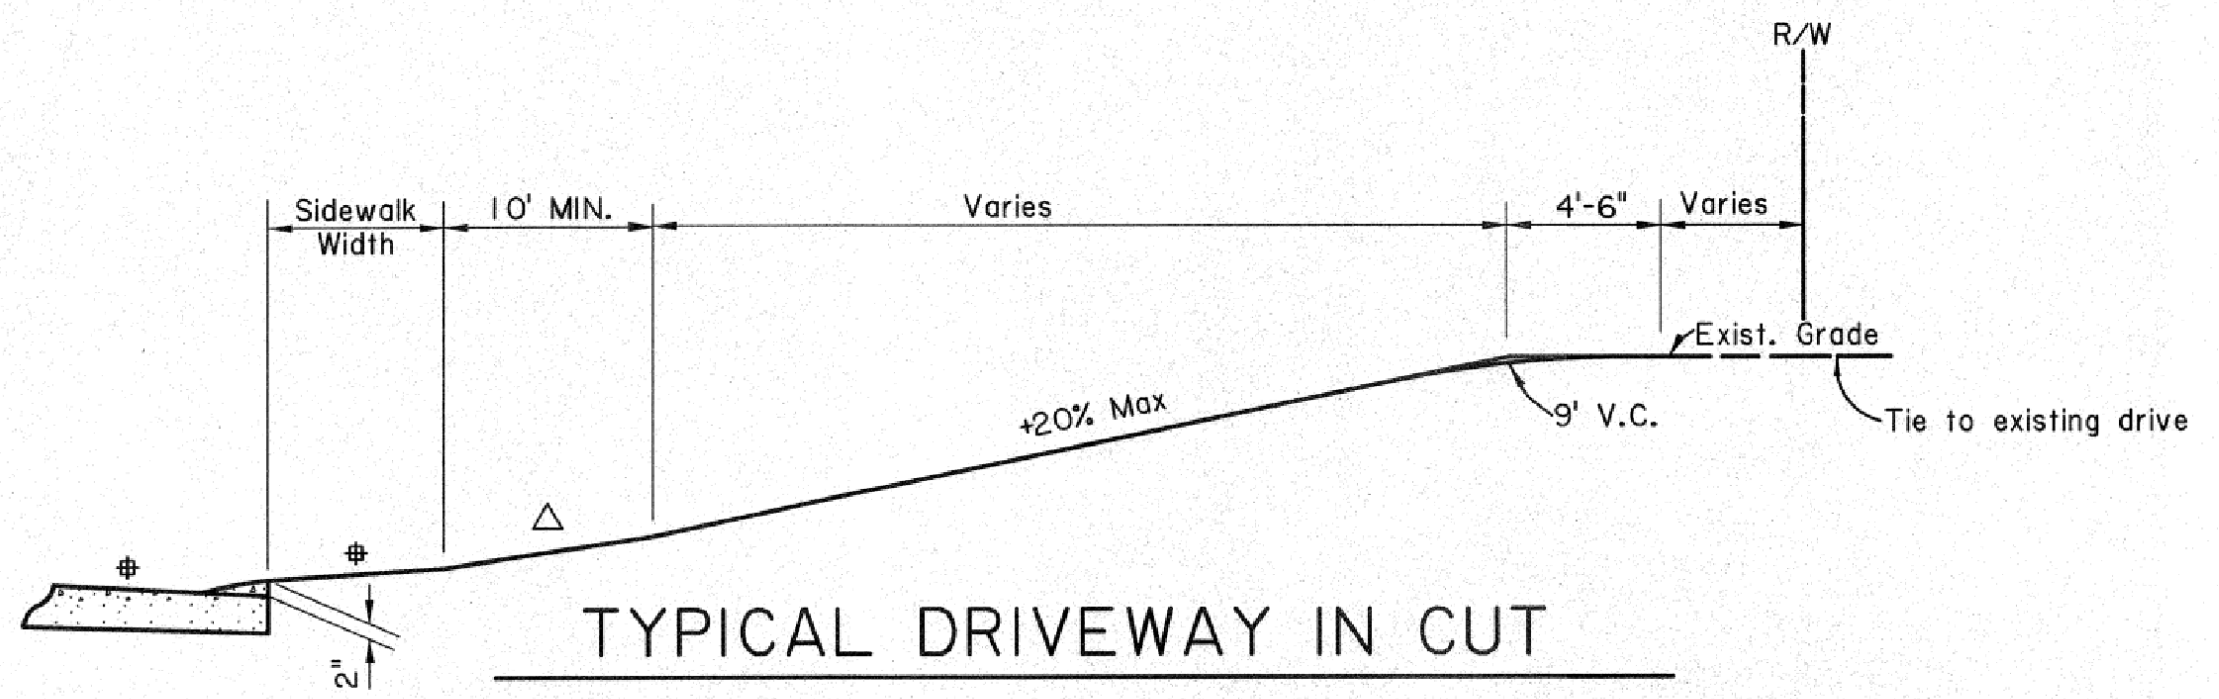 R/W
Sidewalk
Width
10' MIN.
Varies
4'-6"
Varies
Exist. Grade
+20% Max
9' V.C.
Tie to existing drive
2"
TYPICAL DRIVEWAY IN CUT